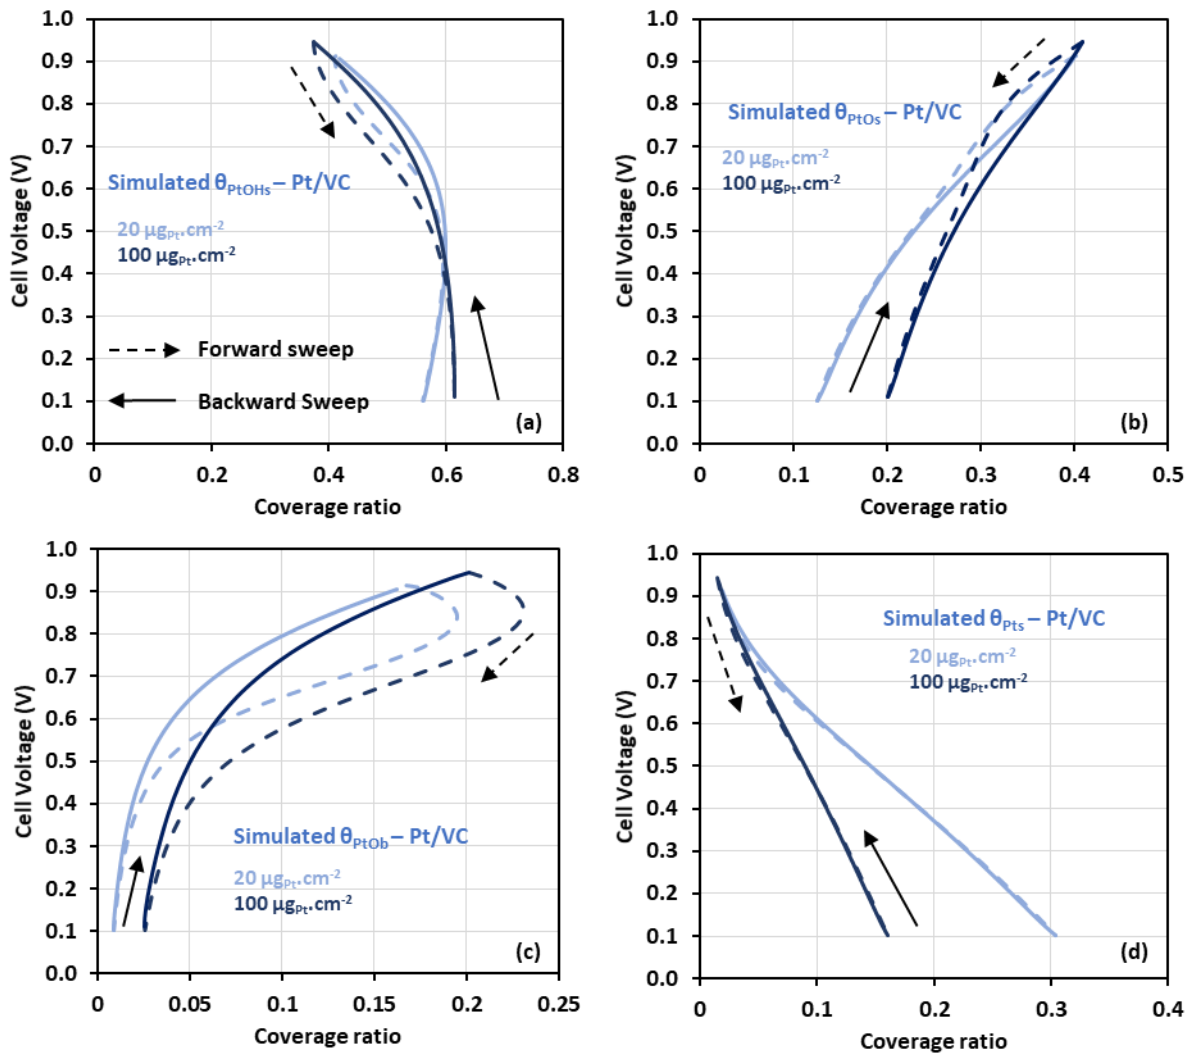 1.0
0.9
0.8
0.7
0.6
0.5
0.4
0.3
0.2
0.1
0.0
Cell Voltage (V)
Simulated θPtOHs – Pt/VC
20 µgPt.cm-2
100 µgPt.cm-2
Forward sweep
Backward Sweep
(a)
0
0.2
0.4
0.6
0.8
Coverage ratio
1.0
0.9
0.8
0.7
0.6
0.5
0.4
0.3
0.2
0.1
0.0
Cell Voltage (V)
Simulated θPtOs – Pt/VC
20 µgPt.cm-2
100 µgPt.cm-2
(b)
0
0.1
0.2
0.3
0.4
0.5
Coverage ratio
1.0
0.9
0.8
0.7
0.6
0.5
0.4
0.3
0.2
0.1
0.0
Cell Voltage (V)
Simulated θPtOb – Pt/VC
20 µgPt.cm-2
100 µgPt.cm-2
(c)
0
0.05
0.1
0.15
0.2
0.25
Coverage ratio
1.0
0.9
0.8
0.7
0.6
0.5
0.4
0.3
0.2
0.1
0.0
Cell Voltage (V)
Simulated θPts – Pt/VC
20 µgPt.cm-2
100 µgPt.cm-2
(d)
0
0.1
0.2
0.3
0.4
Coverage ratio